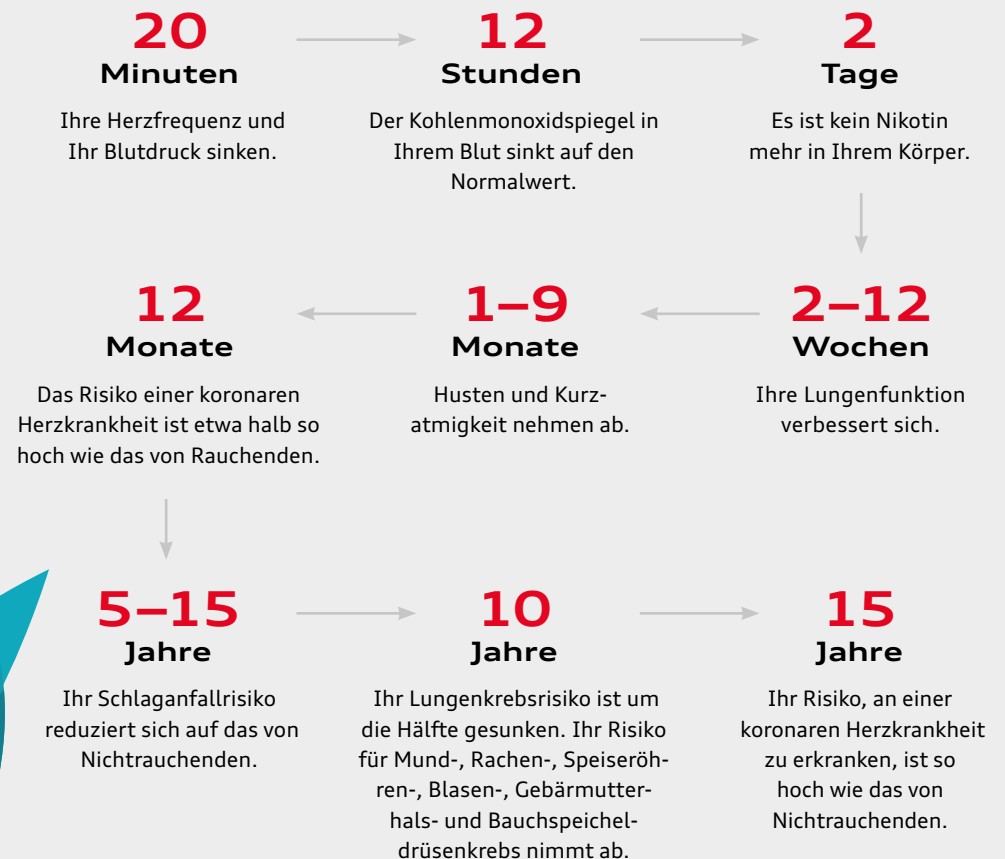 20
Minuten
Ihre Herzfrequenz und
Ihr Blutdruck sinken.
12
Stunden
Der Kohlenmonoxidspiegel in
Ihrem Blut sinkt auf den
Normalwert.
2
Tage
Es ist kein Nikotin
mehr in Ihrem Körper.
2–12
Wochen
Ihre Lungenfunktion
verbessert sich.
1–9
Monate
Husten und Kurz-
atmigkeit nehmen ab.
12
Monate
Das Risiko einer koronaren
Herzkrankheit ist etwa halb so
hoch wie das von Rauchenden.
5–15
Jahre
Ihr Schlaganfallrisiko
reduziert sich auf das von
Nichtrauchenden.
10
Jahre
Ihr Lungenkrebsrisiko ist um
die Hälfte gesunken. Ihr Risiko
für Mund-, Rachen-, Speiseröh-
ren-, Blasen-, Gebärmutter-
hals- und Bauchspeichel-
drüsenkrebs nimmt ab.
15
Jahre
Ihr Risiko, an einer
koronaren Herzkrankheit
zu erkranken, ist so
hoch wie das von
Nichtrauchenden.